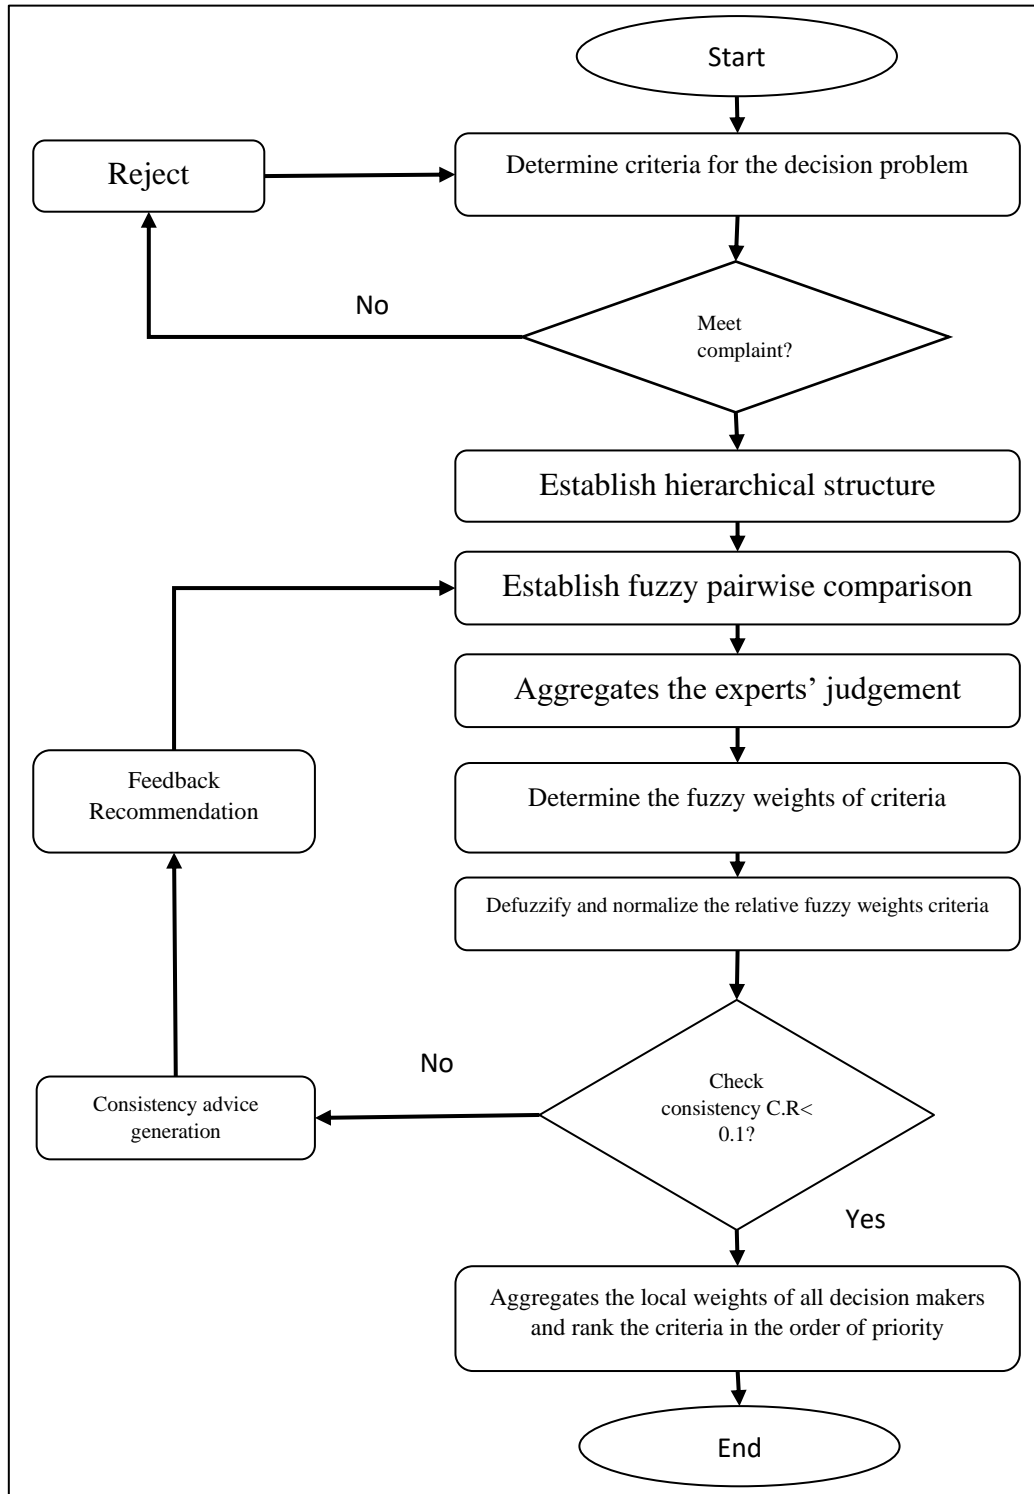 Start
Reject
Determine criteria for the decision problem
No
Meet
complaint?
Establish hierarchical structure
Establish fuzzy pairwise comparison
Aggregates the experts’ judgement
Feedback
Recommendation
Determine the fuzzy weights of criteria
Defuzzify and normalize the relative fuzzy weights criteria
No
Consistency advice
generation
Check
consistency C.R<
0.1?
Yes
Aggregates the local weights of all decision makers
and rank the criteria in the order of priority
End